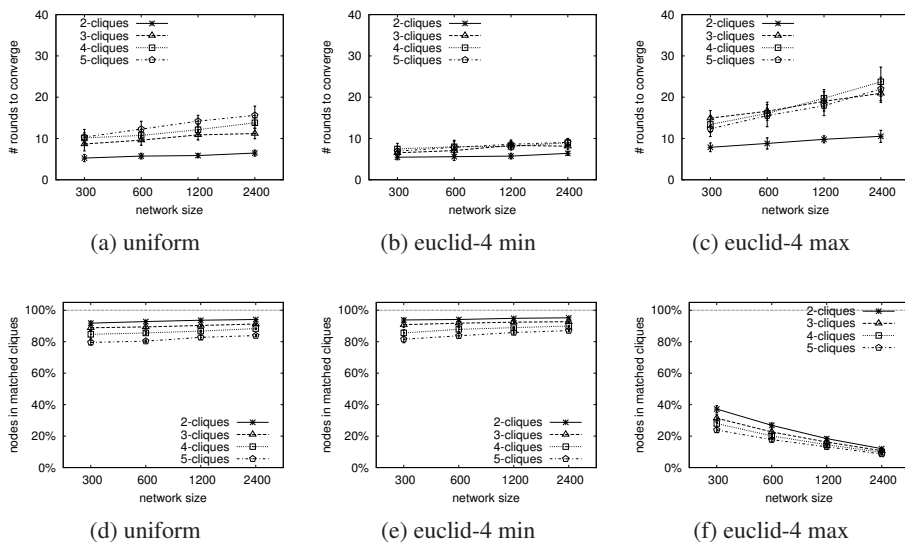 # rounds to converge
40
30
20
10
0
2-cliques
3-cliques
4-cliques
5-cliques
300 600 1200 2400
network size
(a) uniform
# rounds to converge
40
30
20
10
0
2-cliques
3-cliques
4-cliques
5-cliques
300 600 1200 2400
network size
(b) euclid-4 min
# rounds to converge
40
30
20
10
0
2-cliques
3-cliques
4-cliques
5-cliques
300 600 1200 2400
network size
(c) euclid-4 max
nodes in matched cliques
100%
80%
60%
40%
20%
0%
2-cliques
3-cliques
4-cliques
5-cliques
300 600 1200 2400
network size
(d) uniform
nodes in matched cliques
100%
80%
60%
40%
20%
0%
2-cliques
3-cliques
4-cliques
5-cliques
300 600 1200 2400
network size
(e) euclid-4 min
nodes in matched cliques
100%
80%
60%
40%
20%
0%
2-cliques
3-cliques
4-cliques
5-cliques
300 600 1200 2400
network size
(f) euclid-4 max